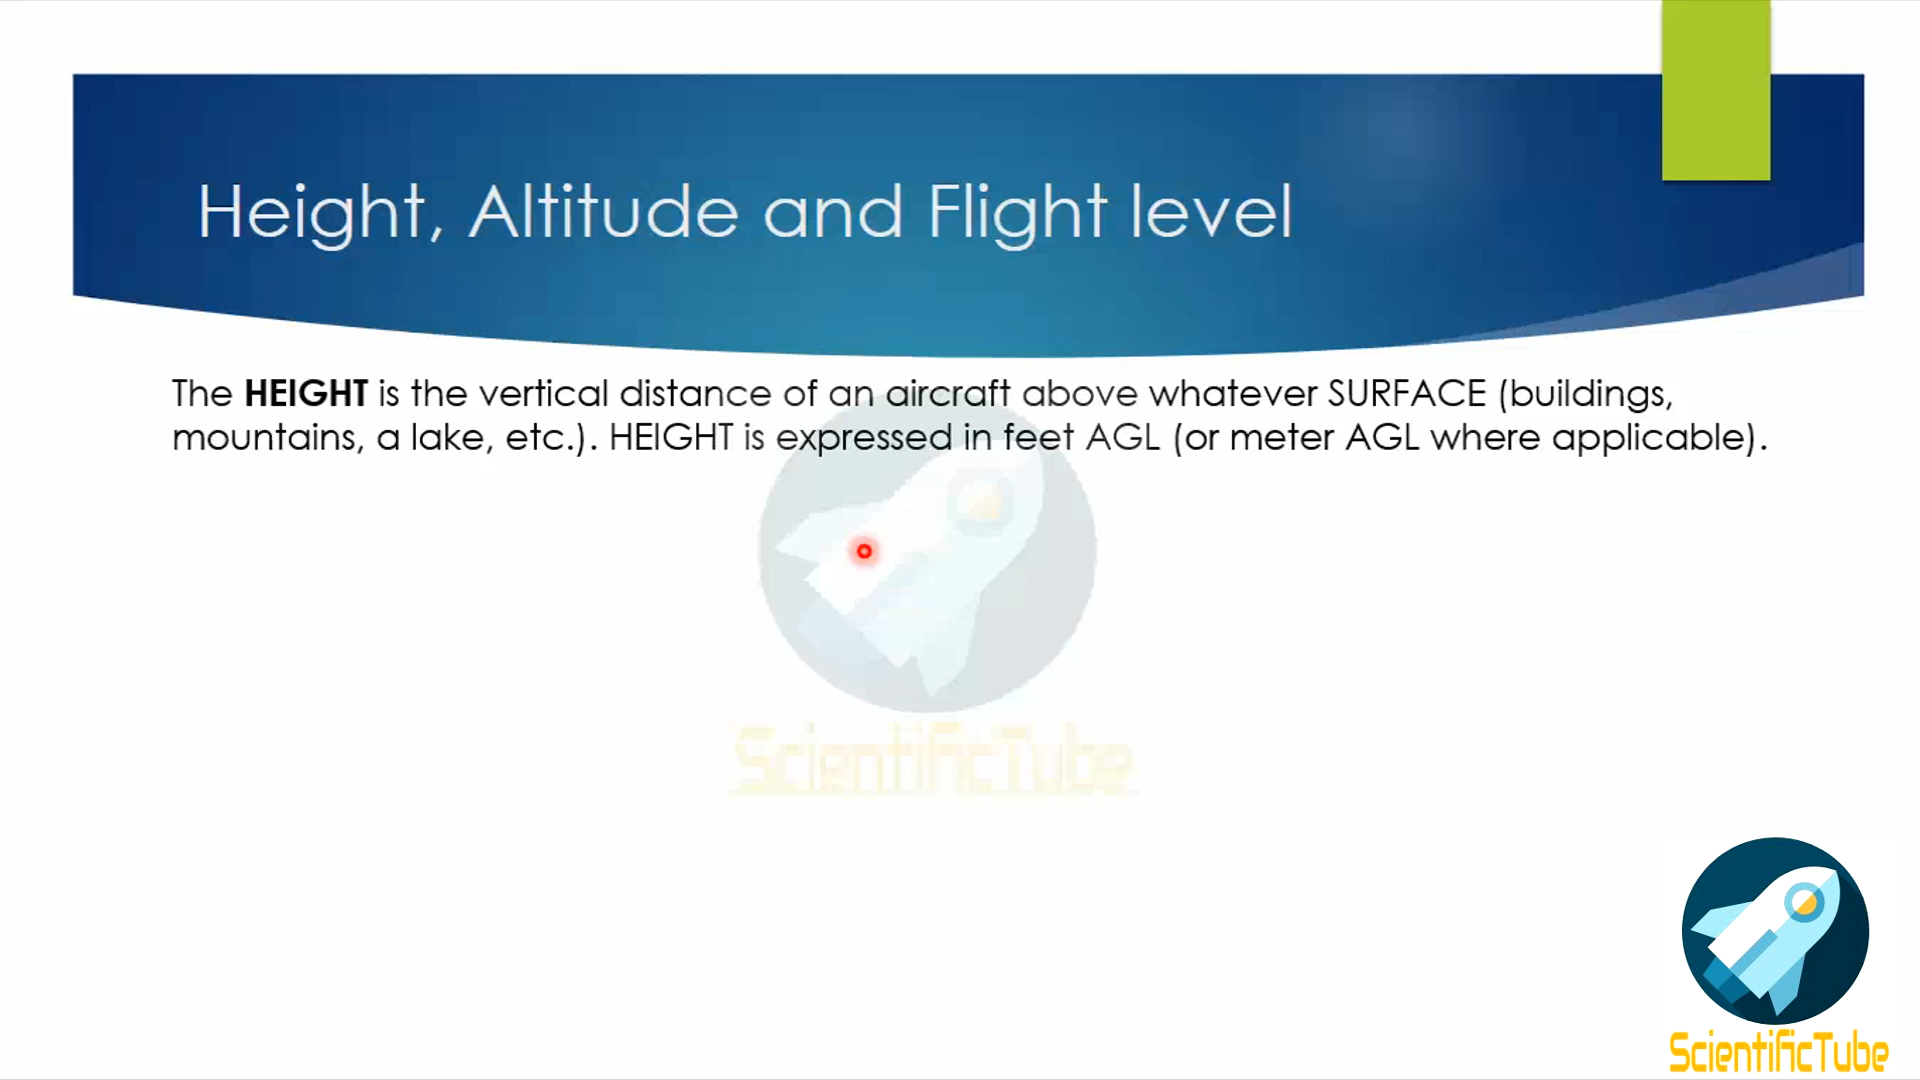 Height, Altitude and Flight level
The HEIGHT is the vertical distance of an aircraft above whatever SURFACE (buildings,
mountains, a lake, etc.). HEIGHT is expressed in feet AGL (or meter AGL where applicable).
ScientificTube
ScientificTube